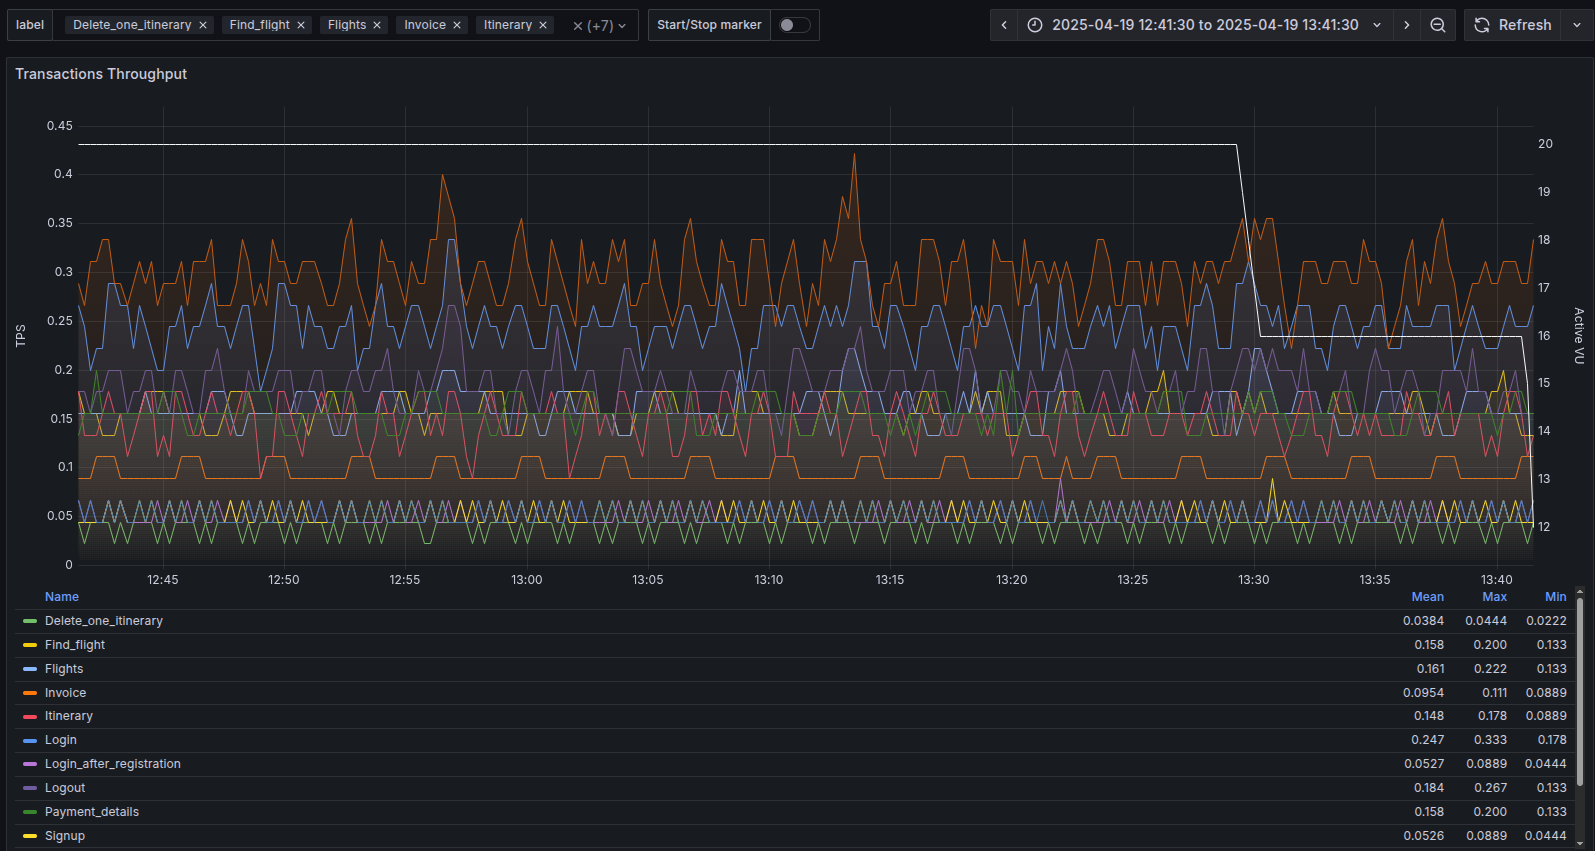 label Delete_one_itinerary × Find_flight × Flights × Invoice × Itinerary × × (+7) Start/Stop marker 2025-04-19 12:41:30 to 2025-04-19 13:41:30 Refresh
Transactions Throughput
0.45
0.4
0.35
0.3
0.25
0.2
0.15
0.1
0.05
0
TPS
20
19
18
17
16
15
14
13
12
Active VU
12:45 12:50 12:55 13:00 13:05 13:10 13:15 13:20 13:25 13:30 13:35 13:40
Name Mean Max Min
Delete_one_itinerary 0.0384 0.0444 0.0222
Find_flight 0.158 0.200 0.133
Flights 0.161 0.222 0.133
Invoice 0.0954 0.111 0.0889
Itinerary 0.148 0.178 0.0889
Login 0.247 0.333 0.178
Login_after_registration 0.0527 0.0889 0.0444
Logout 0.184 0.267 0.133
Payment_details 0.158 0.200 0.133
Signup 0.0526 0.0889 0.0444